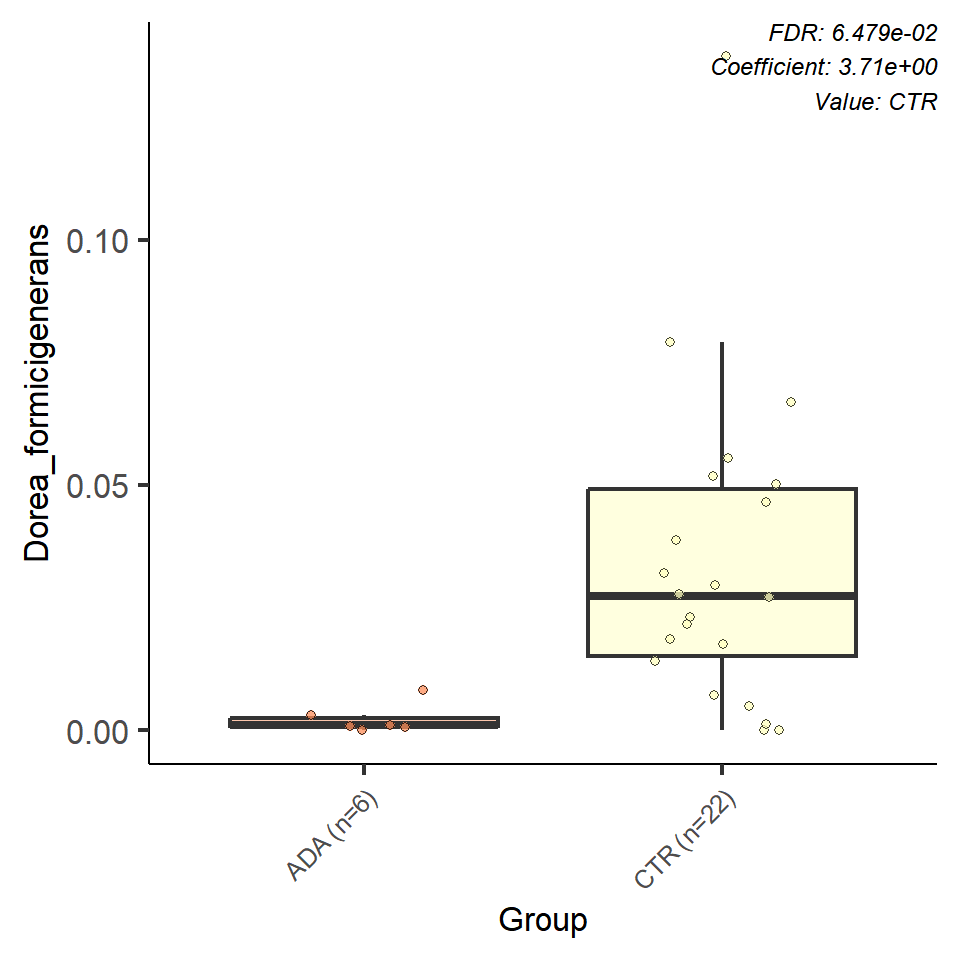 FDR: 6.479e-02
Coefficient: 3.71e+00
Value: CTR
Dorea_formicigenerans
0.10
0.05
0.00
ADA (n=6)
CTR (n=22)
Group